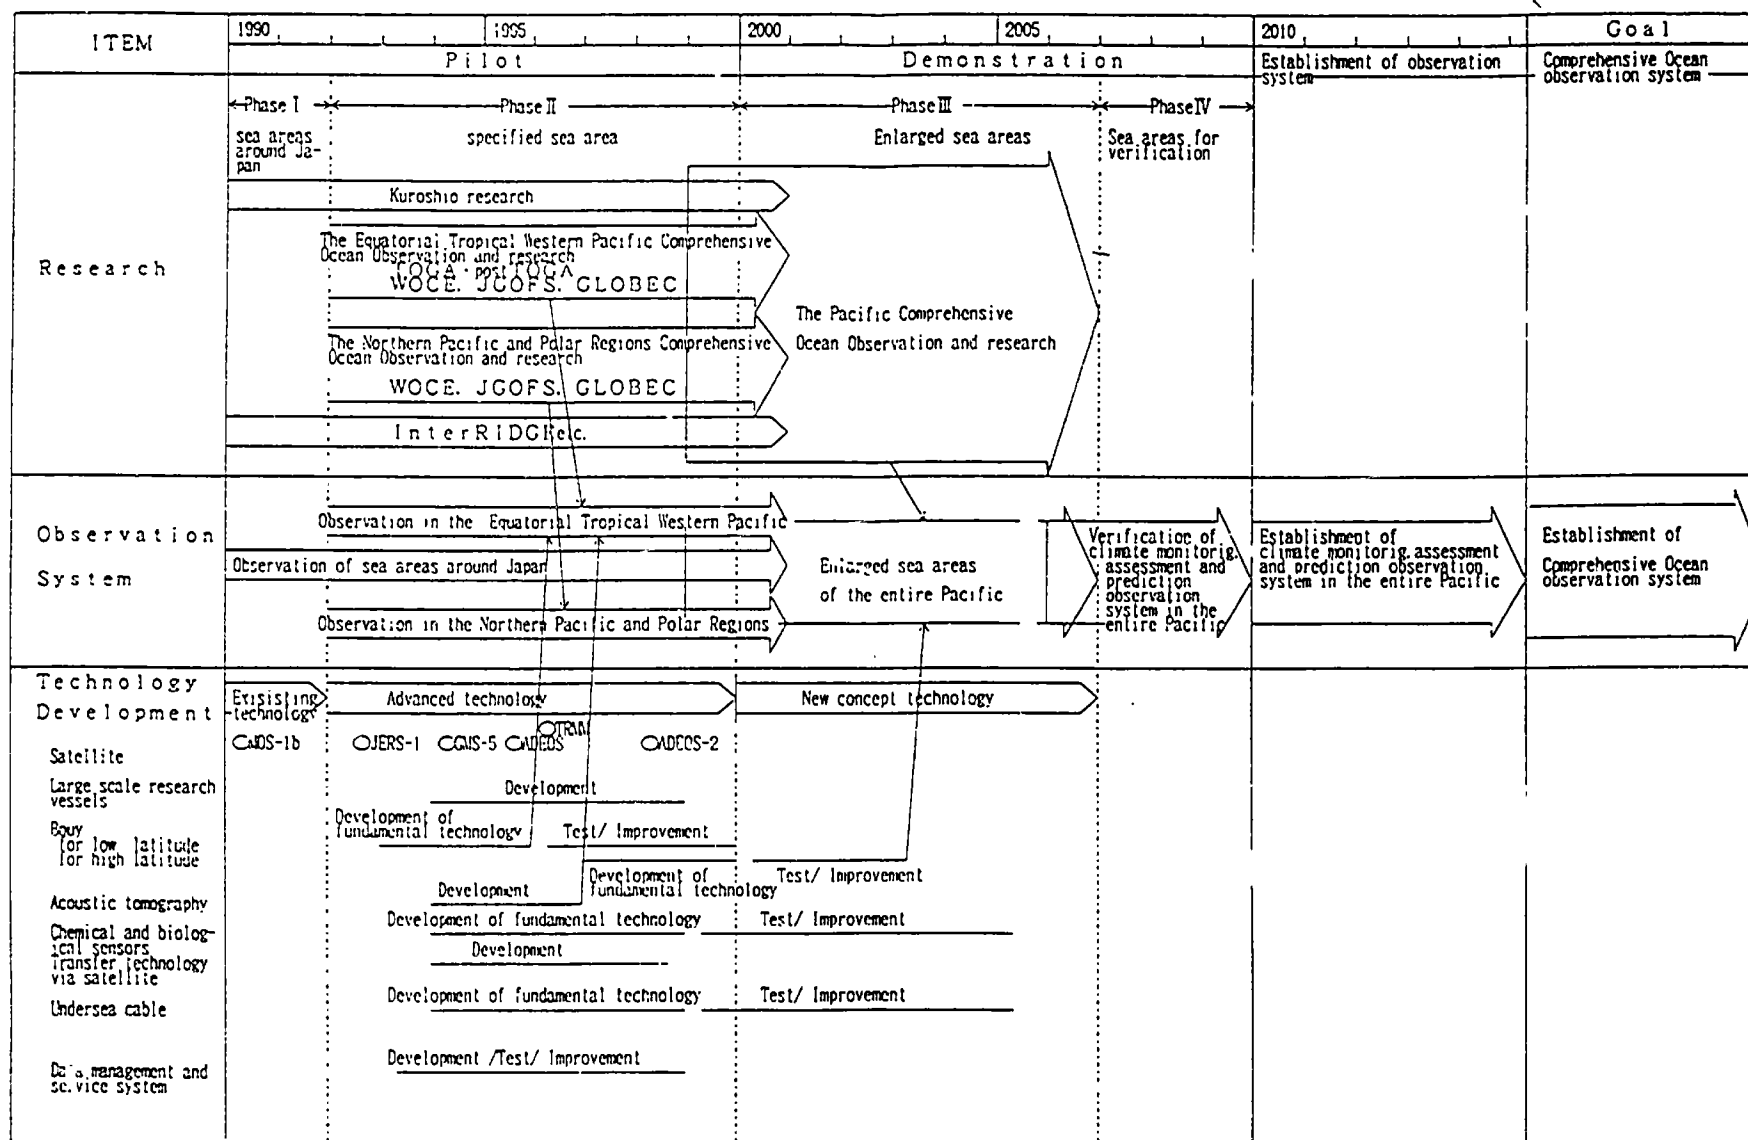 ITEM
1990 1995 2000 2005 2010 Goal
Pilot Demonstration
Establishment of observation
system
Comprehensive Ocean
observation system
Phase I Phase II Phase III Phase IV
sea areas
around Ja-
pan
specified sea area
Enlarged sea areas
Sea areas for
verification
Research
Kuroshio research
The Equatorial Tropical Western Pacific Comprehensive
Ocean Observation and research
TOGA · post TOGA
WOCE. JGOFS. GLOBEC
The Northern Pacific and Polar Regions Comprehensive
Ocean Observation and research
WOCE. JGOFS. GLOBEC
InterRIDGE etc.
The Pacific Comprehensive
Ocean Observation and research
Observation
System
Observation in the Equatorial Tropical Western Pacific
Observation of sea areas around Japan
Observation in the Northern Pacific and Polar Regions
Enlarged sea areas
of the entire Pacific
Verification of
climate monitorig.
assessment and
prediction
observation
system in the
entire Pacific
Establishment of
climate monitorig. assessment
and prediction observation
system in the entire Pacific
Establishment of
Comprehensive Ocean
observation system
Technology
Development
Exisisting
technology
Advanced technology
New concept technology
Satellite
MOS-1b JERS-1 GMS-5 ADEOS TRMM ADEOS-2
Large scale research
vessels
Development
Bouy
for low latitude
for high latitude
Development of
fundamental technology
Test/ Improvement
Development of
fundamental technology
Test/ Improvement
Acoustic tomography
Development
Chemical and biolog-
ical sensors
Development of fundamental technology Test/ Improvement
Transfer technology
via satellite
Development
Undersea cable
Development of fundamental technology Test/ Improvement
Data management and
service system
Development /Test/ Improvement